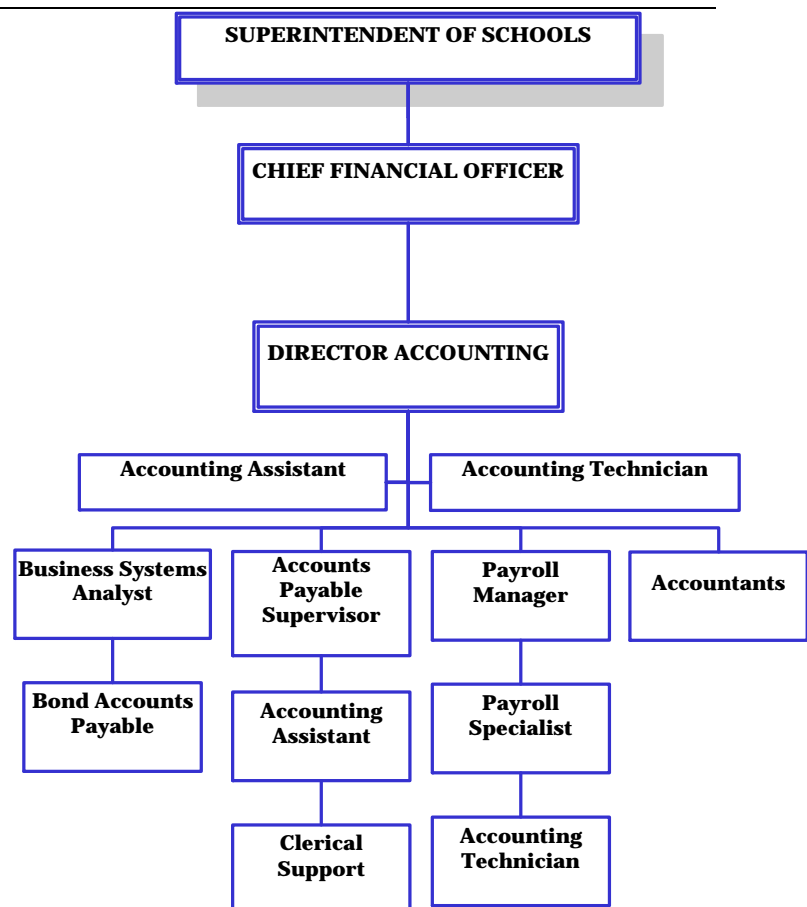 SUPERINTENDENT OF SCHOOLS
CHIEF FINANCIAL OFFICER
DIRECTOR ACCOUNTING
Accounting Assistant
Accounting Technician
Business Systems
Analyst
Accounts
Payable
Supervisor
Payroll
Manager
Accountants
Bond Accounts
Payable
Accounting
Assistant
Payroll
Specialist
Clerical
Support
Accounting
Technician